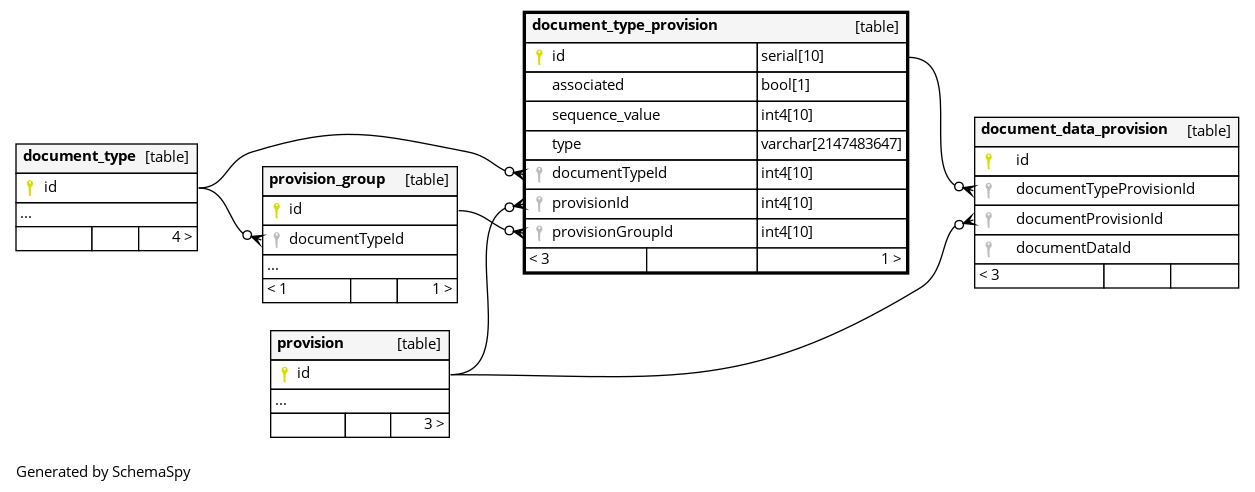 document_type [table]
id
...
4 >
provision_group [table]
id
documentTypeId
...
< 1 1 >
provision [table]
id
...
3 >
document_type_provision [table]
id serial[10]
associated bool[1]
sequence_value int4[10]
type varchar[2147483647]
documentTypeId int4[10]
provisionId int4[10]
provisionGroupId int4[10]
< 3 1 >
document_data_provision [table]
id
documentTypeProvisionId
documentProvisionId
documentDataId
< 3
Generated by SchemaSpy